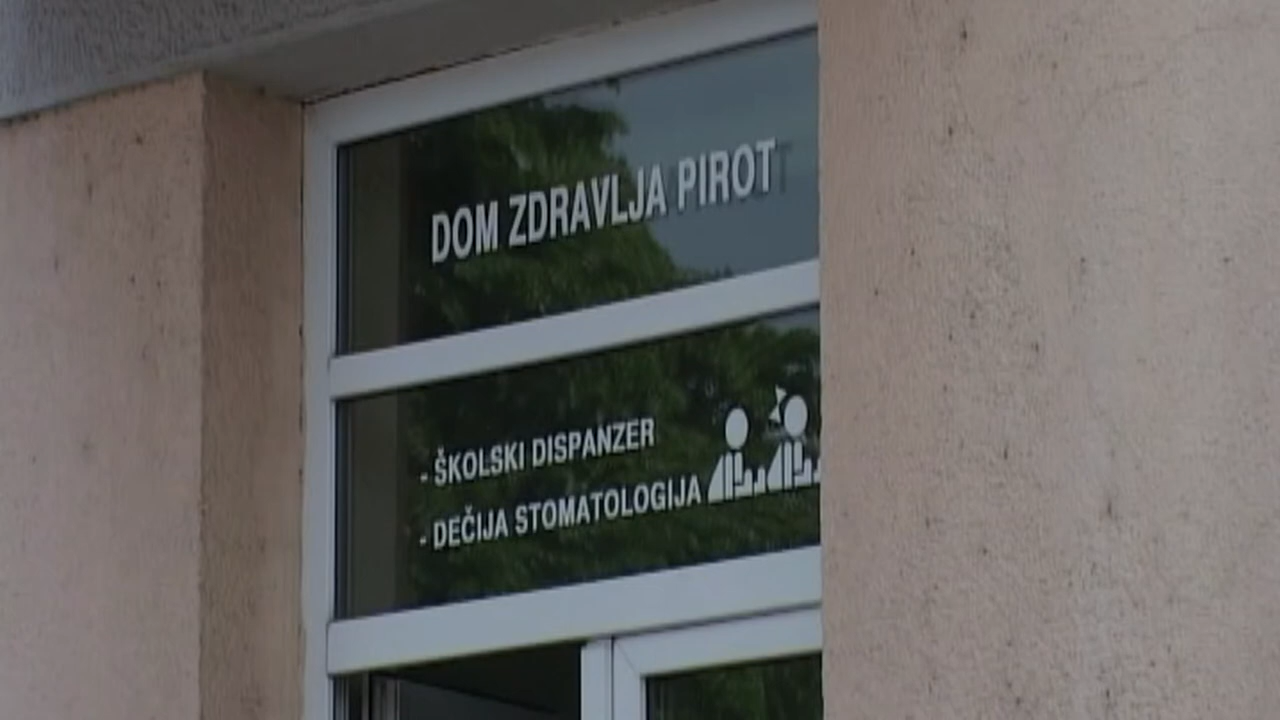 DOM ZDRAVLJA PIROT
- ŠKOLSKI DISPANZER
- DEČIJA STOMATOLOGIJA